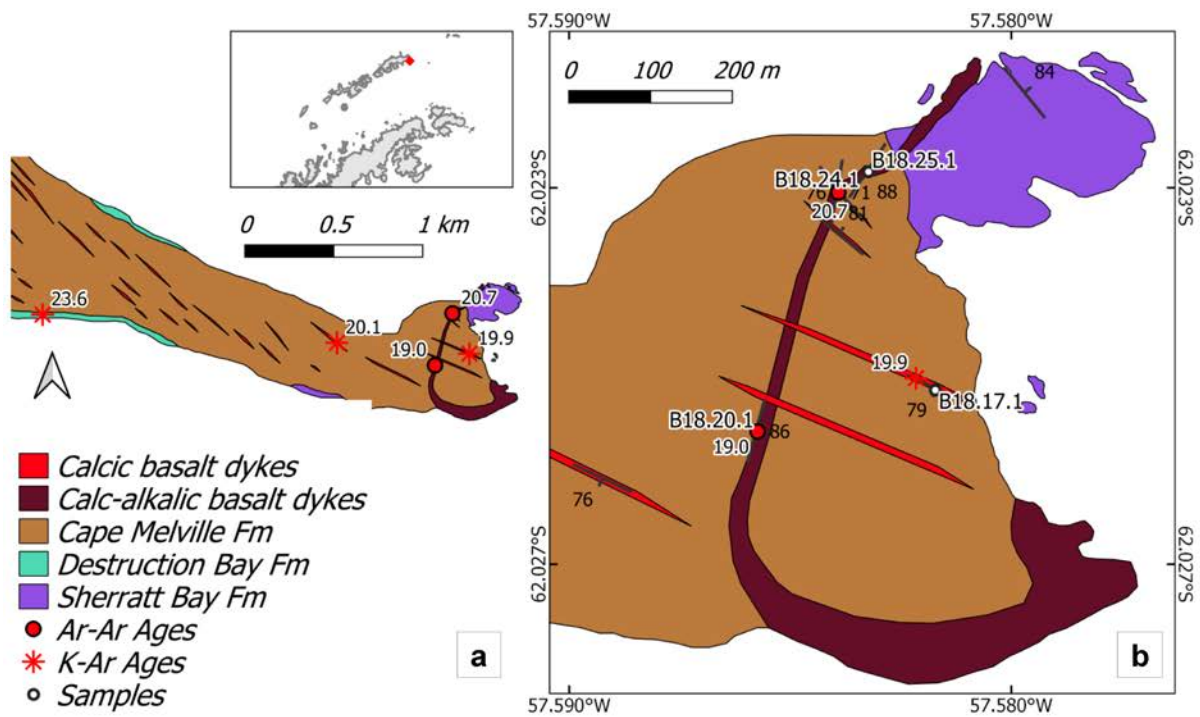 0 0.5 1 km
23.6
20.1
20.7
19.9
19.0
Calcic basalt dykes
Calc-alkalic basalt dykes
Cape Melville Fm
Destruction Bay Fm
Sherratt Bay Fm
Ar-Ar Ages
K-Ar Ages
Samples
a
57.590°W 57.580°W
0 100 200 m
84
B18.25.1
B18.24.1
76 71 88
20.7 81
62.023°S 62.023°S
19.9
79 B18.17.1
B18.20.1 86
19.0
76
62.027°S 62.027°S
b
57.590°W 57.580°W